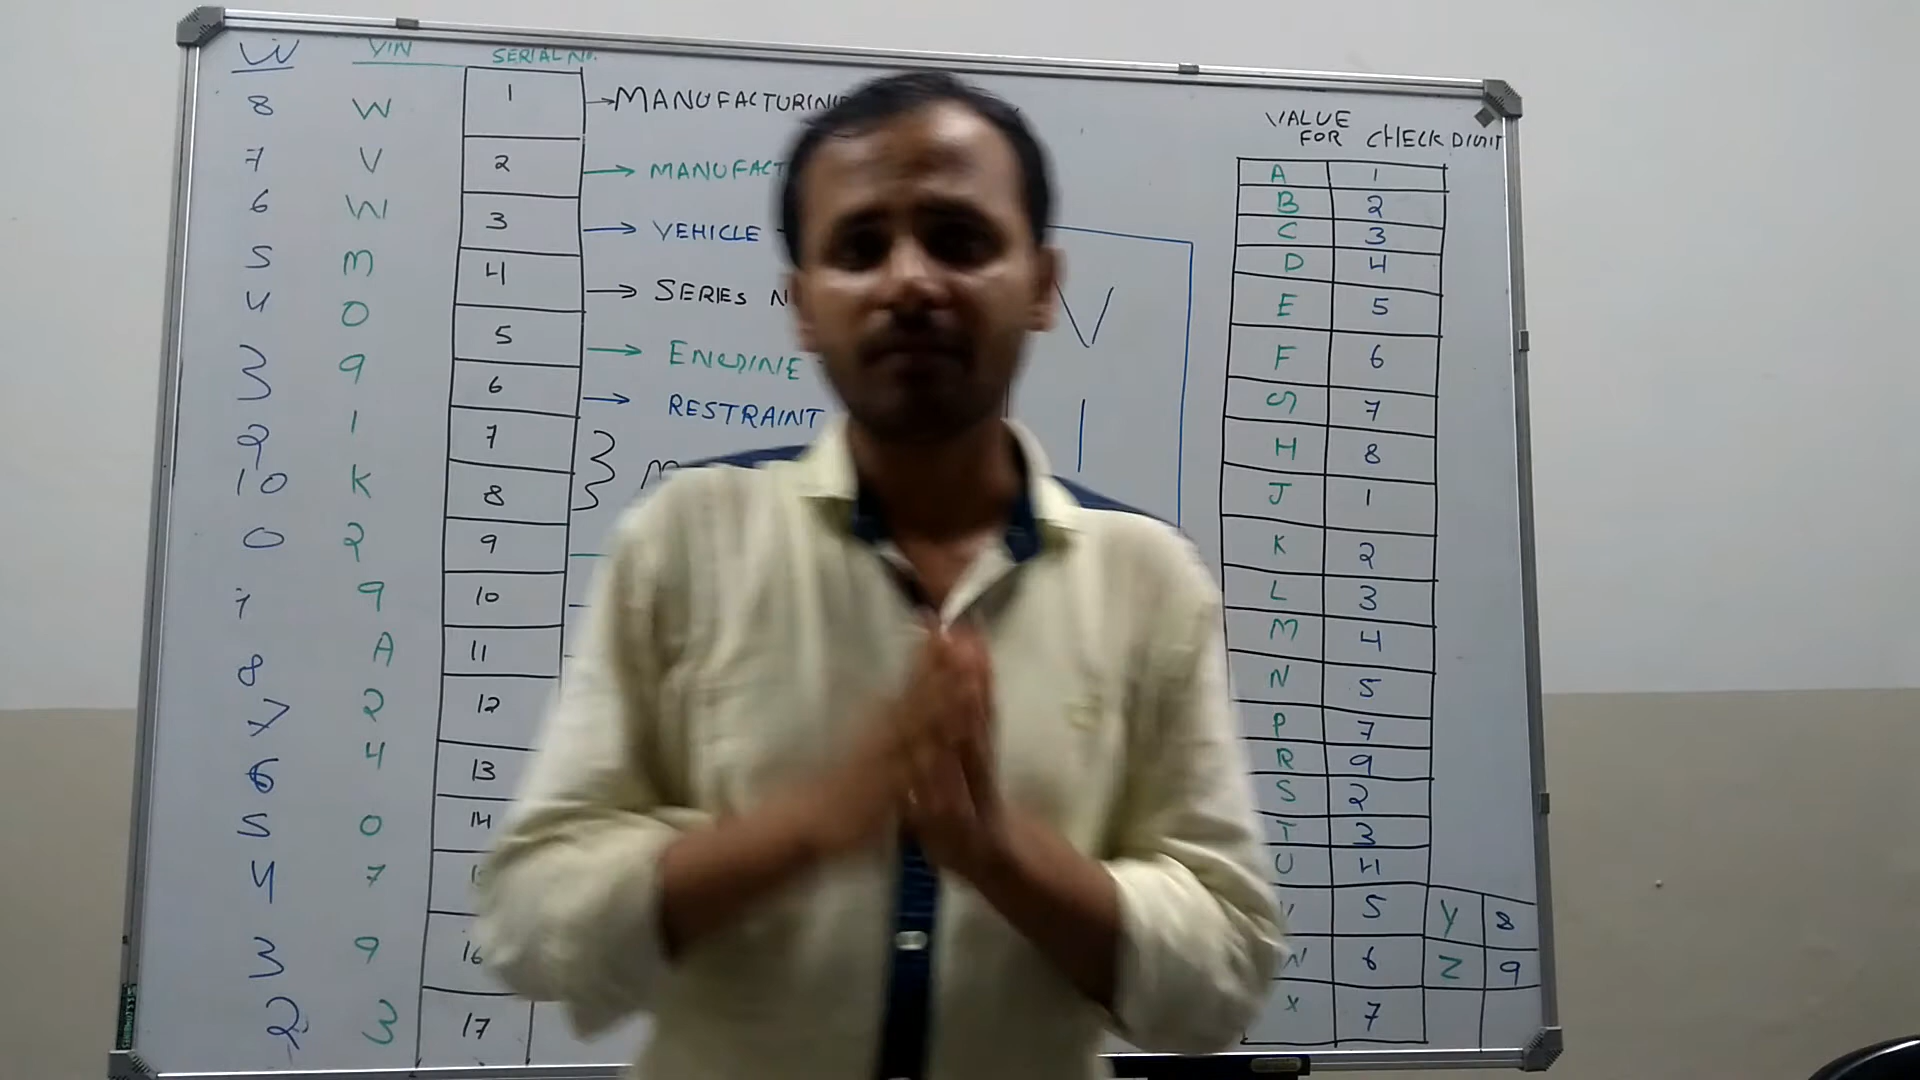 W VIN SERIAL NO.
8 W 1 → MANUFACTURING
7 V 2 → MANUFACT
6 W 3 → VEHICLE
5 M 4 → SERIES N
4 0 5 → ENGINE
3 9 6 → RESTRAINT
2 1 7
10 K 8
0 2 9
9 10
8 A 11
7 2 12
6 4 13
5 0 14
4 7
3 9 16
2 3 17
V
I
VALUE
FOR CHECK DIGIT
A 1
B 2
C 3
D 4
E 5
F 6
G 7
H 8
J 1
K 2
L 3
M 4
N 5
P 7
R 9
S 2
T 3
U 4
V 5 Y 8
W 6 Z 9
X 7